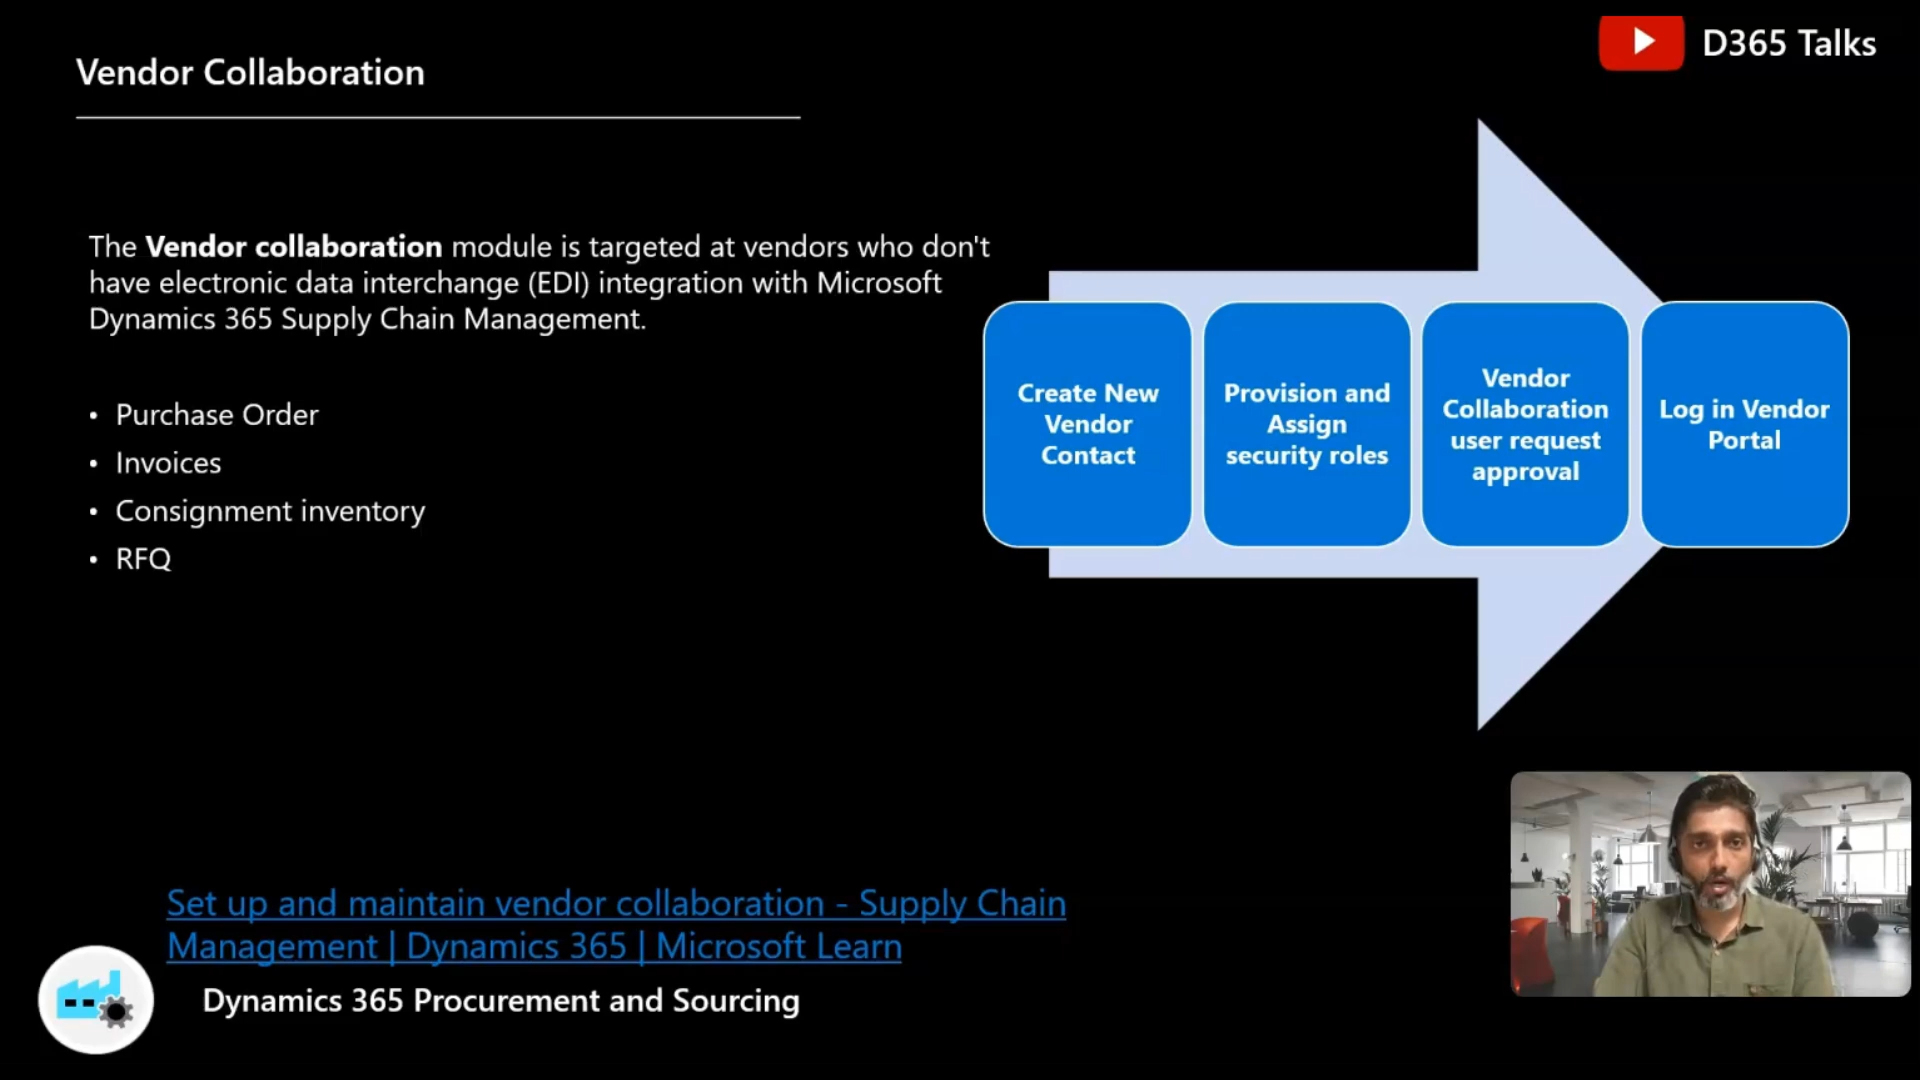 Vendor Collaboration
D365 Talks
The Vendor collaboration module is targeted at vendors who don't
have electronic data interchange (EDI) integration with Microsoft
Dynamics 365 Supply Chain Management.
• Purchase Order
• Invoices
• Consignment inventory
• RFQ
Create New
Vendor
Contact
Provision and
Assign
security roles
Vendor
Collaboration
user request
approval
Log in Vendor
Portal
Set up and maintain vendor collaboration - Supply Chain
Management | Dynamics 365 | Microsoft Learn
Dynamics 365 Procurement and Sourcing